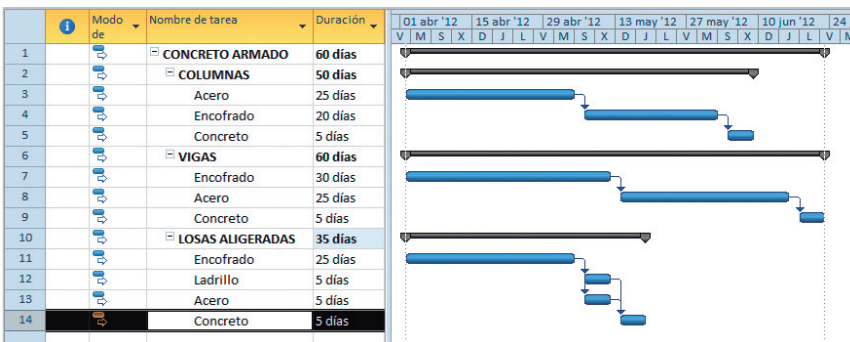 Modo de Nombre de tarea Duración 01 abr '12 15 abr '12 29 abr '12 13 may '12 27 may '12 10 jun '12 24
V M S X D J L V M S X D J L V M S X D J L V M
1 CONCRETO ARMADO 60 días
2 COLUMNAS 50 días
3 Acero 25 días
4 Encofrado 20 días
5 Concreto 5 días
6 VIGAS 60 días
7 Encofrado 30 días
8 Acero 25 días
9 Concreto 5 días
10 LOSAS ALIGERADAS 35 días
11 Encofrado 25 días
12 Ladrillo 5 días
13 Acero 5 días
14 Concreto 5 días